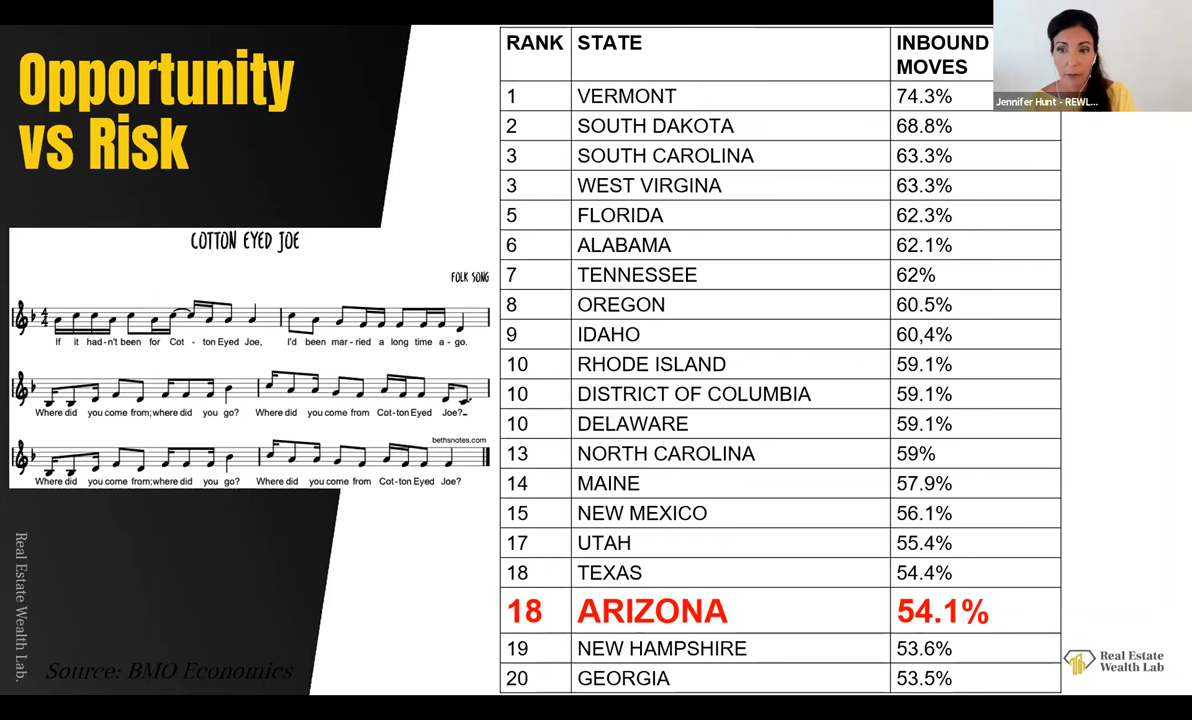 Opportunity
vs Risk
COTTON EYED JOE
FOLK SONG
4
4
If it had-n't been for Cot - ton Eyed Joe, I'd been mar-ried a long time a-go.
Where did you come from; where did you go? Where did you come from Cot-ton Eyed Joe?
bethsnotes.com
Where did you come from; where did you go? Where did you come from Cot-ton Eyed Joe?
Real Estate Wealth Lab.
Source: BMO Economics
RANK STATE INBOUND
MOVES
1 VERMONT 74.3%
2 SOUTH DAKOTA 68.8%
3 SOUTH CAROLINA 63.3%
3 WEST VIRGINA 63.3%
5 FLORIDA 62.3%
6 ALABAMA 62.1%
7 TENNESSEE 62%
8 OREGON 60.5%
9 IDAHO 60,4%
10 RHODE ISLAND 59.1%
10 DISTRICT OF COLUMBIA 59.1%
10 DELAWARE 59.1%
13 NORTH CAROLINA 59%
14 MAINE 57.9%
15 NEW MEXICO 56.1%
17 UTAH 55.4%
18 TEXAS 54.4%
18 ARIZONA 54.1%
19 NEW HAMPSHIRE 53.6%
20 GEORGIA 53.5%
Jennifer Hunt - REWL...
Real Estate
Wealth Lab